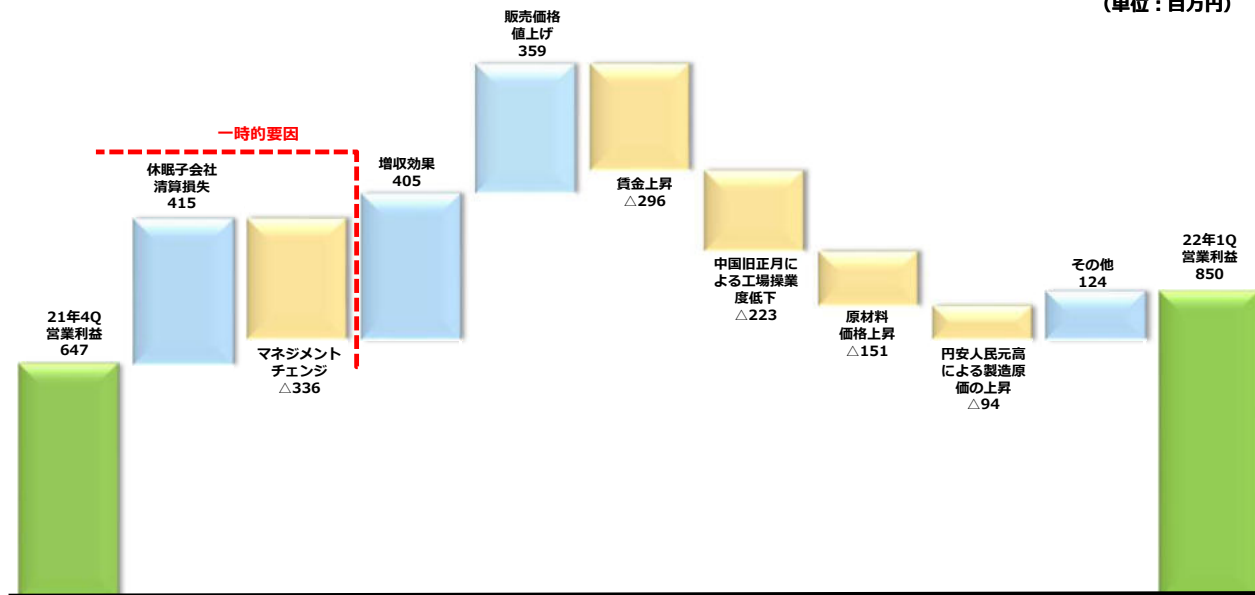 （単位：百万円）
21年4Q
営業利益
647
一時的要因
休眠子会社
清算損失
415
マネジメント
チェンジ
△336
増収効果
405
販売価格
値上げ
359
賃金上昇
△296
中国旧正月に
よる工場操業
度低下
△223
原材料
価格上昇
△151
円安人民元高
による製造原
価の上昇
△94
その他
124
22年1Q
営業利益
850